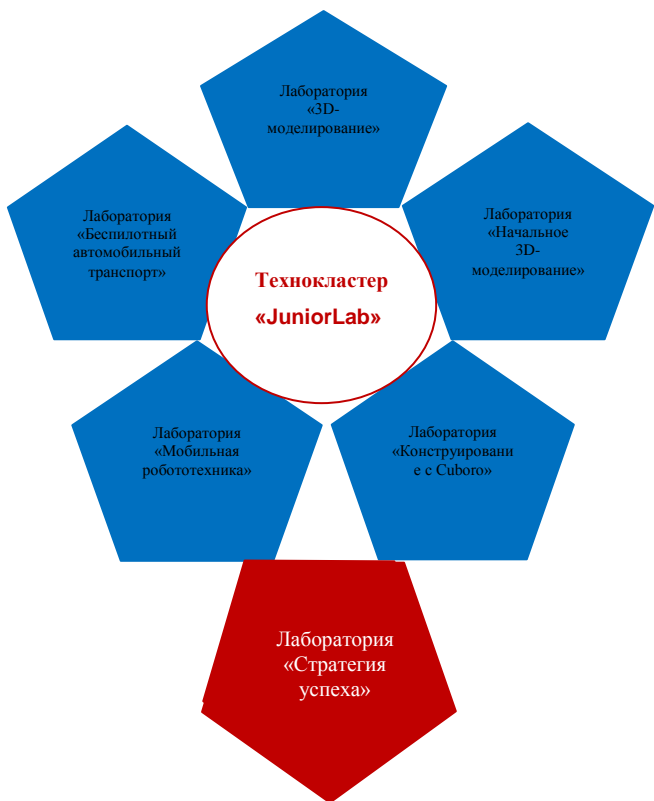 Лаборатория
«3D-
моделирование»
Лаборатория
«Беспилотный
автомобильный
транспорт»
Лаборатория
«Начальное
3D-
моделирование»
Технокластер
«JuniorLab»
Лаборатория
«Мобильная
робототехника»
Лаборатория
«Конструировани
е с Cuboro»
Лаборатория
«Стратегия
успеха»